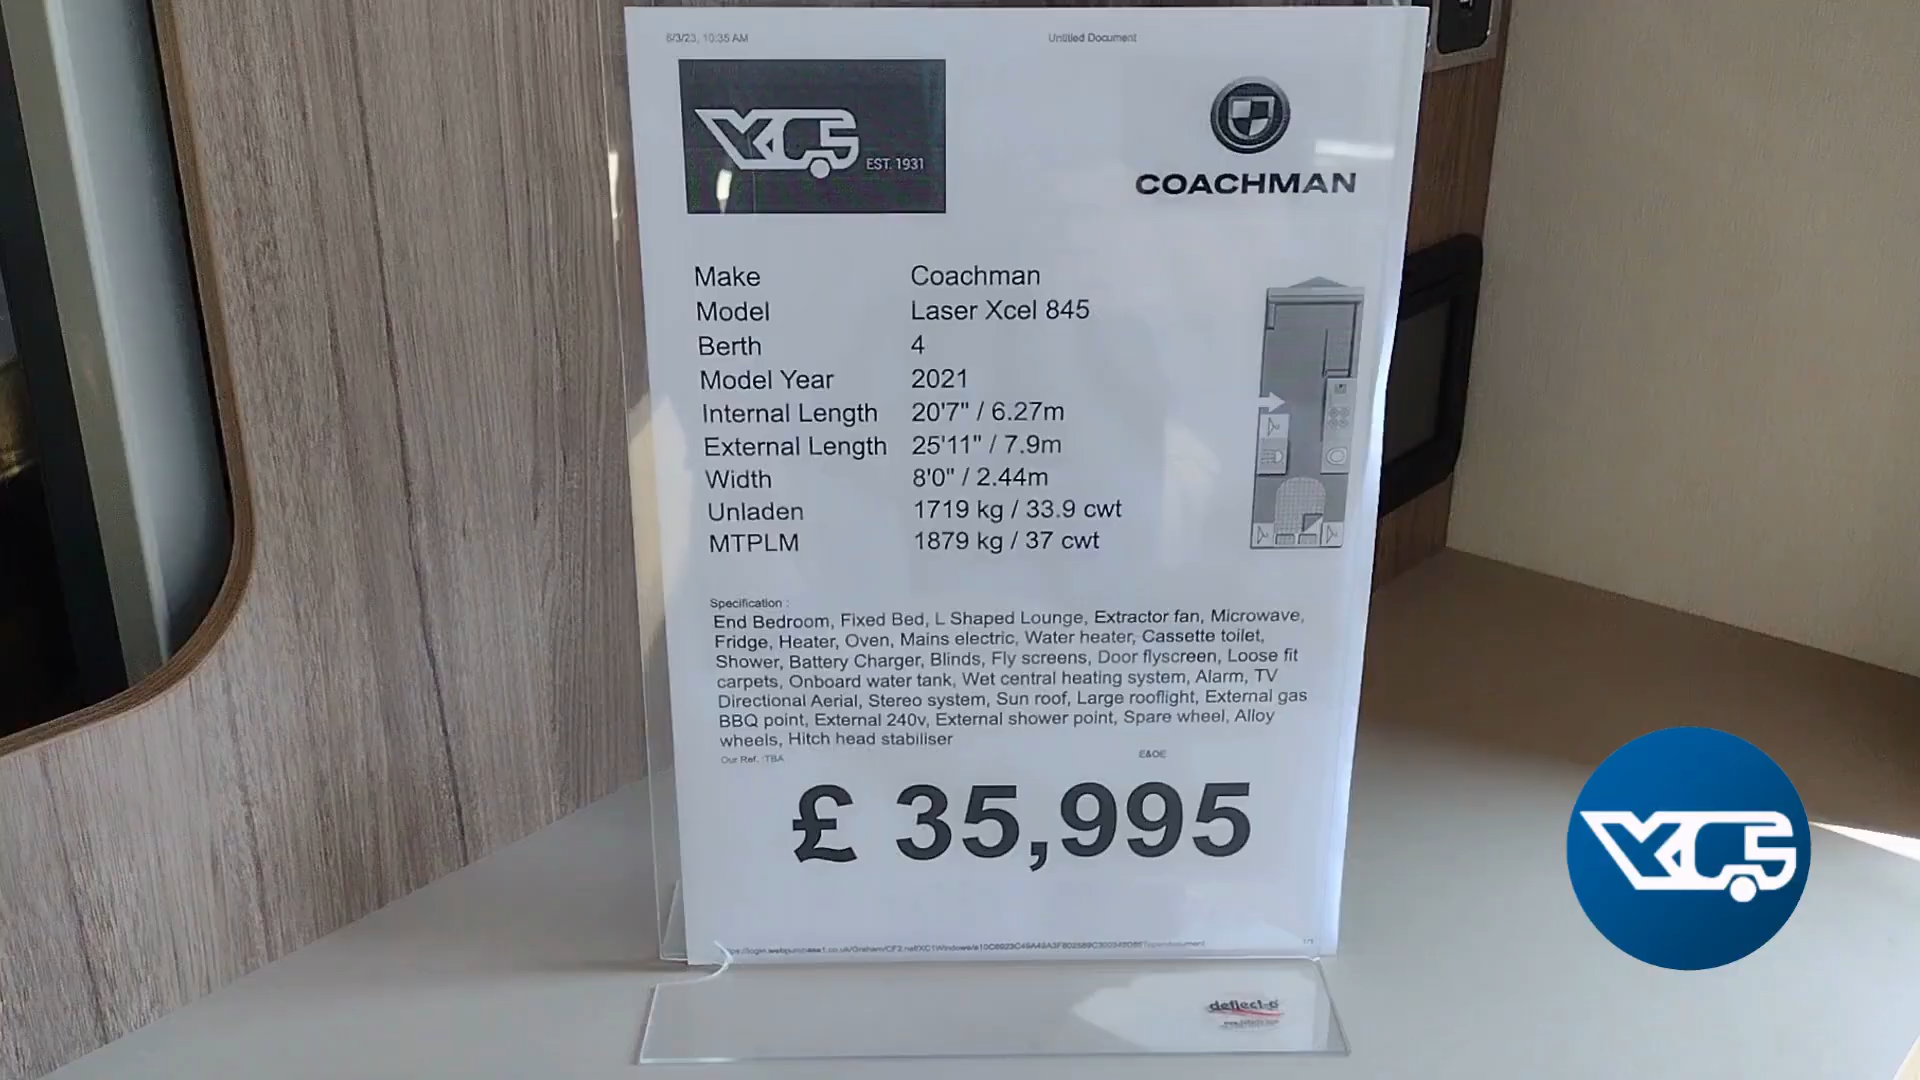 6/3/23, 10:35 AM
Untitled Document
YCS EST. 1931
COACHMAN
Make Coachman
Model Laser Xcel 845
Berth 4
Model Year 2021
Internal Length 20'7" / 6.27m
External Length 25'11" / 7.9m
Width 8'0" / 2.44m
Unladen 1719 kg / 33.9 cwt
MTPLM 1879 kg / 37 cwt
Specification :
End Bedroom, Fixed Bed, L Shaped Lounge, Extractor fan, Microwave,
Fridge, Heater, Oven, Mains electric, Water heater, Cassette toilet,
Shower, Battery Charger, Blinds, Fly screens, Door flyscreen, Loose fit
carpets, Onboard water tank, Wet central heating system, Alarm, TV
Directional Aerial, Stereo system, Sun roof, Large rooflight, External gas
BBQ point, External 240v, External shower point, Spare wheel, Alloy
wheels, Hitch head stabiliser
Our Ref. :TBA E&OE
£ 35,995
1/1
deflect-o
YCS